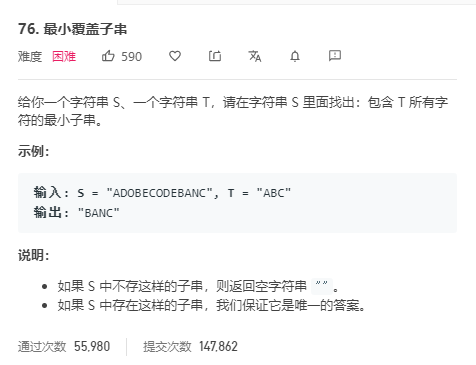 76. 最小覆盖子串
难度 困难 590
给你一个字符串 S、一个字符串 T，请在字符串 S 里面找出：包含 T 所有字
符的最小子串。
示例：
输入: S = "ADOBECODEBANC", T = "ABC"
输出: "BANC"
说明：
• 如果 S 中不存在这样的子串，则返回空字符串 ""。
• 如果 S 中存在这样的子串，我们保证它是唯一的答案。
通过次数 55,980 提交次数 147,862